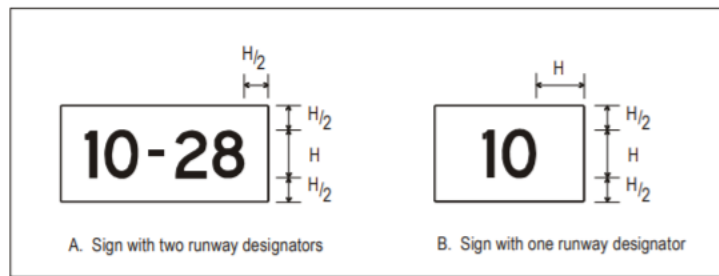 H/2
H
10-28
H/2
H
H/2
10
H/2
H
H/2
A. Sign with two runway designators
B. Sign with one runway designator